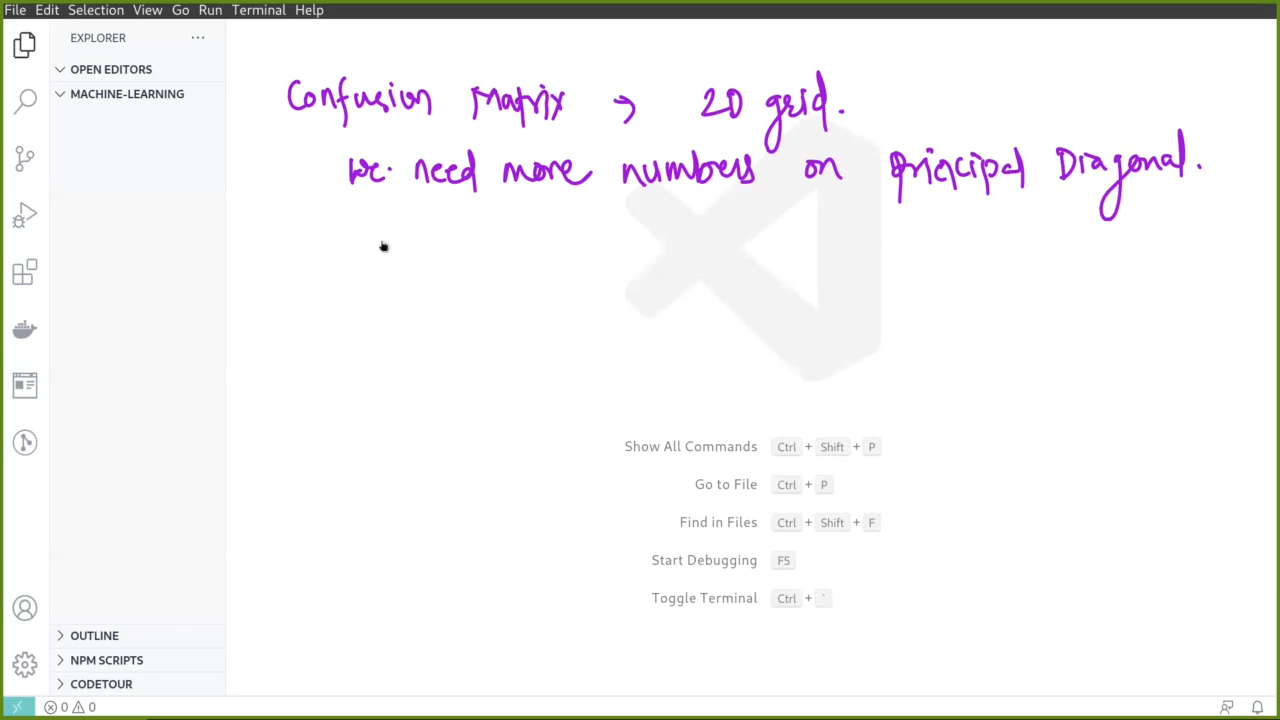 File Edit Selection View Go Run Terminal Help
EXPLORER ...
OPEN EDITORS
MACHINE-LEARNING
Confusion Matrix → 2D grid.
We need more numbers on Principal Diagonal.
Show All Commands Ctrl + Shift + P
Go to File Ctrl + P
Find in Files Ctrl + Shift + F
Start Debugging F5
Toggle Terminal Ctrl + `
OUTLINE
NPM SCRIPTS
CODETOUR
0 0